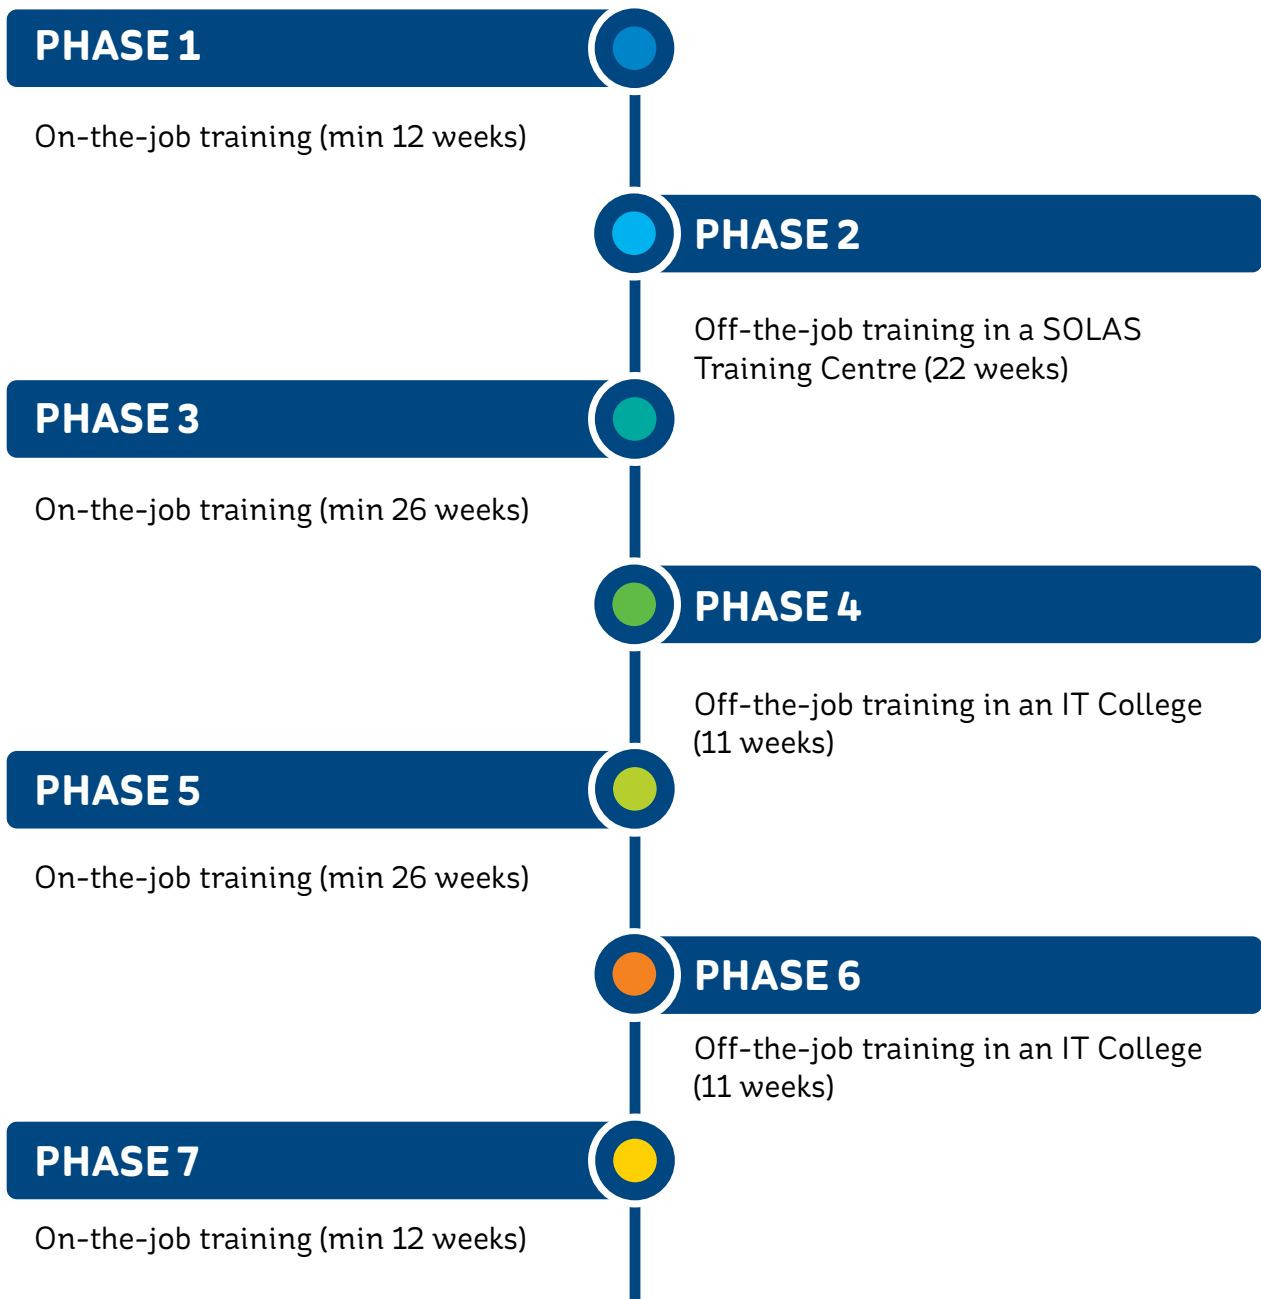 PHASE 1
On-the-job training (min 12 weeks)
PHASE 2
Off-the-job training in a SOLAS
Training Centre (22 weeks)
PHASE 3
On-the-job training (min 26 weeks)
PHASE 4
Off-the-job training in an IT College
(11 weeks)
PHASE 5
On-the-job training (min 26 weeks)
PHASE 6
Off-the-job training in an IT College
(11 weeks)
PHASE 7
On-the-job training (min 12 weeks)